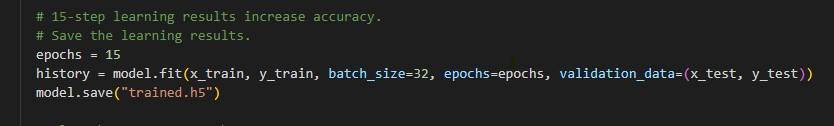 # 15-step learning results increase accuracy.
# Save the learning results.
epochs = 15
history = model.fit(x_train, y_train, batch_size=32, epochs=epochs, validation_data=(x_test, y_test))
model.save("trained.h5")